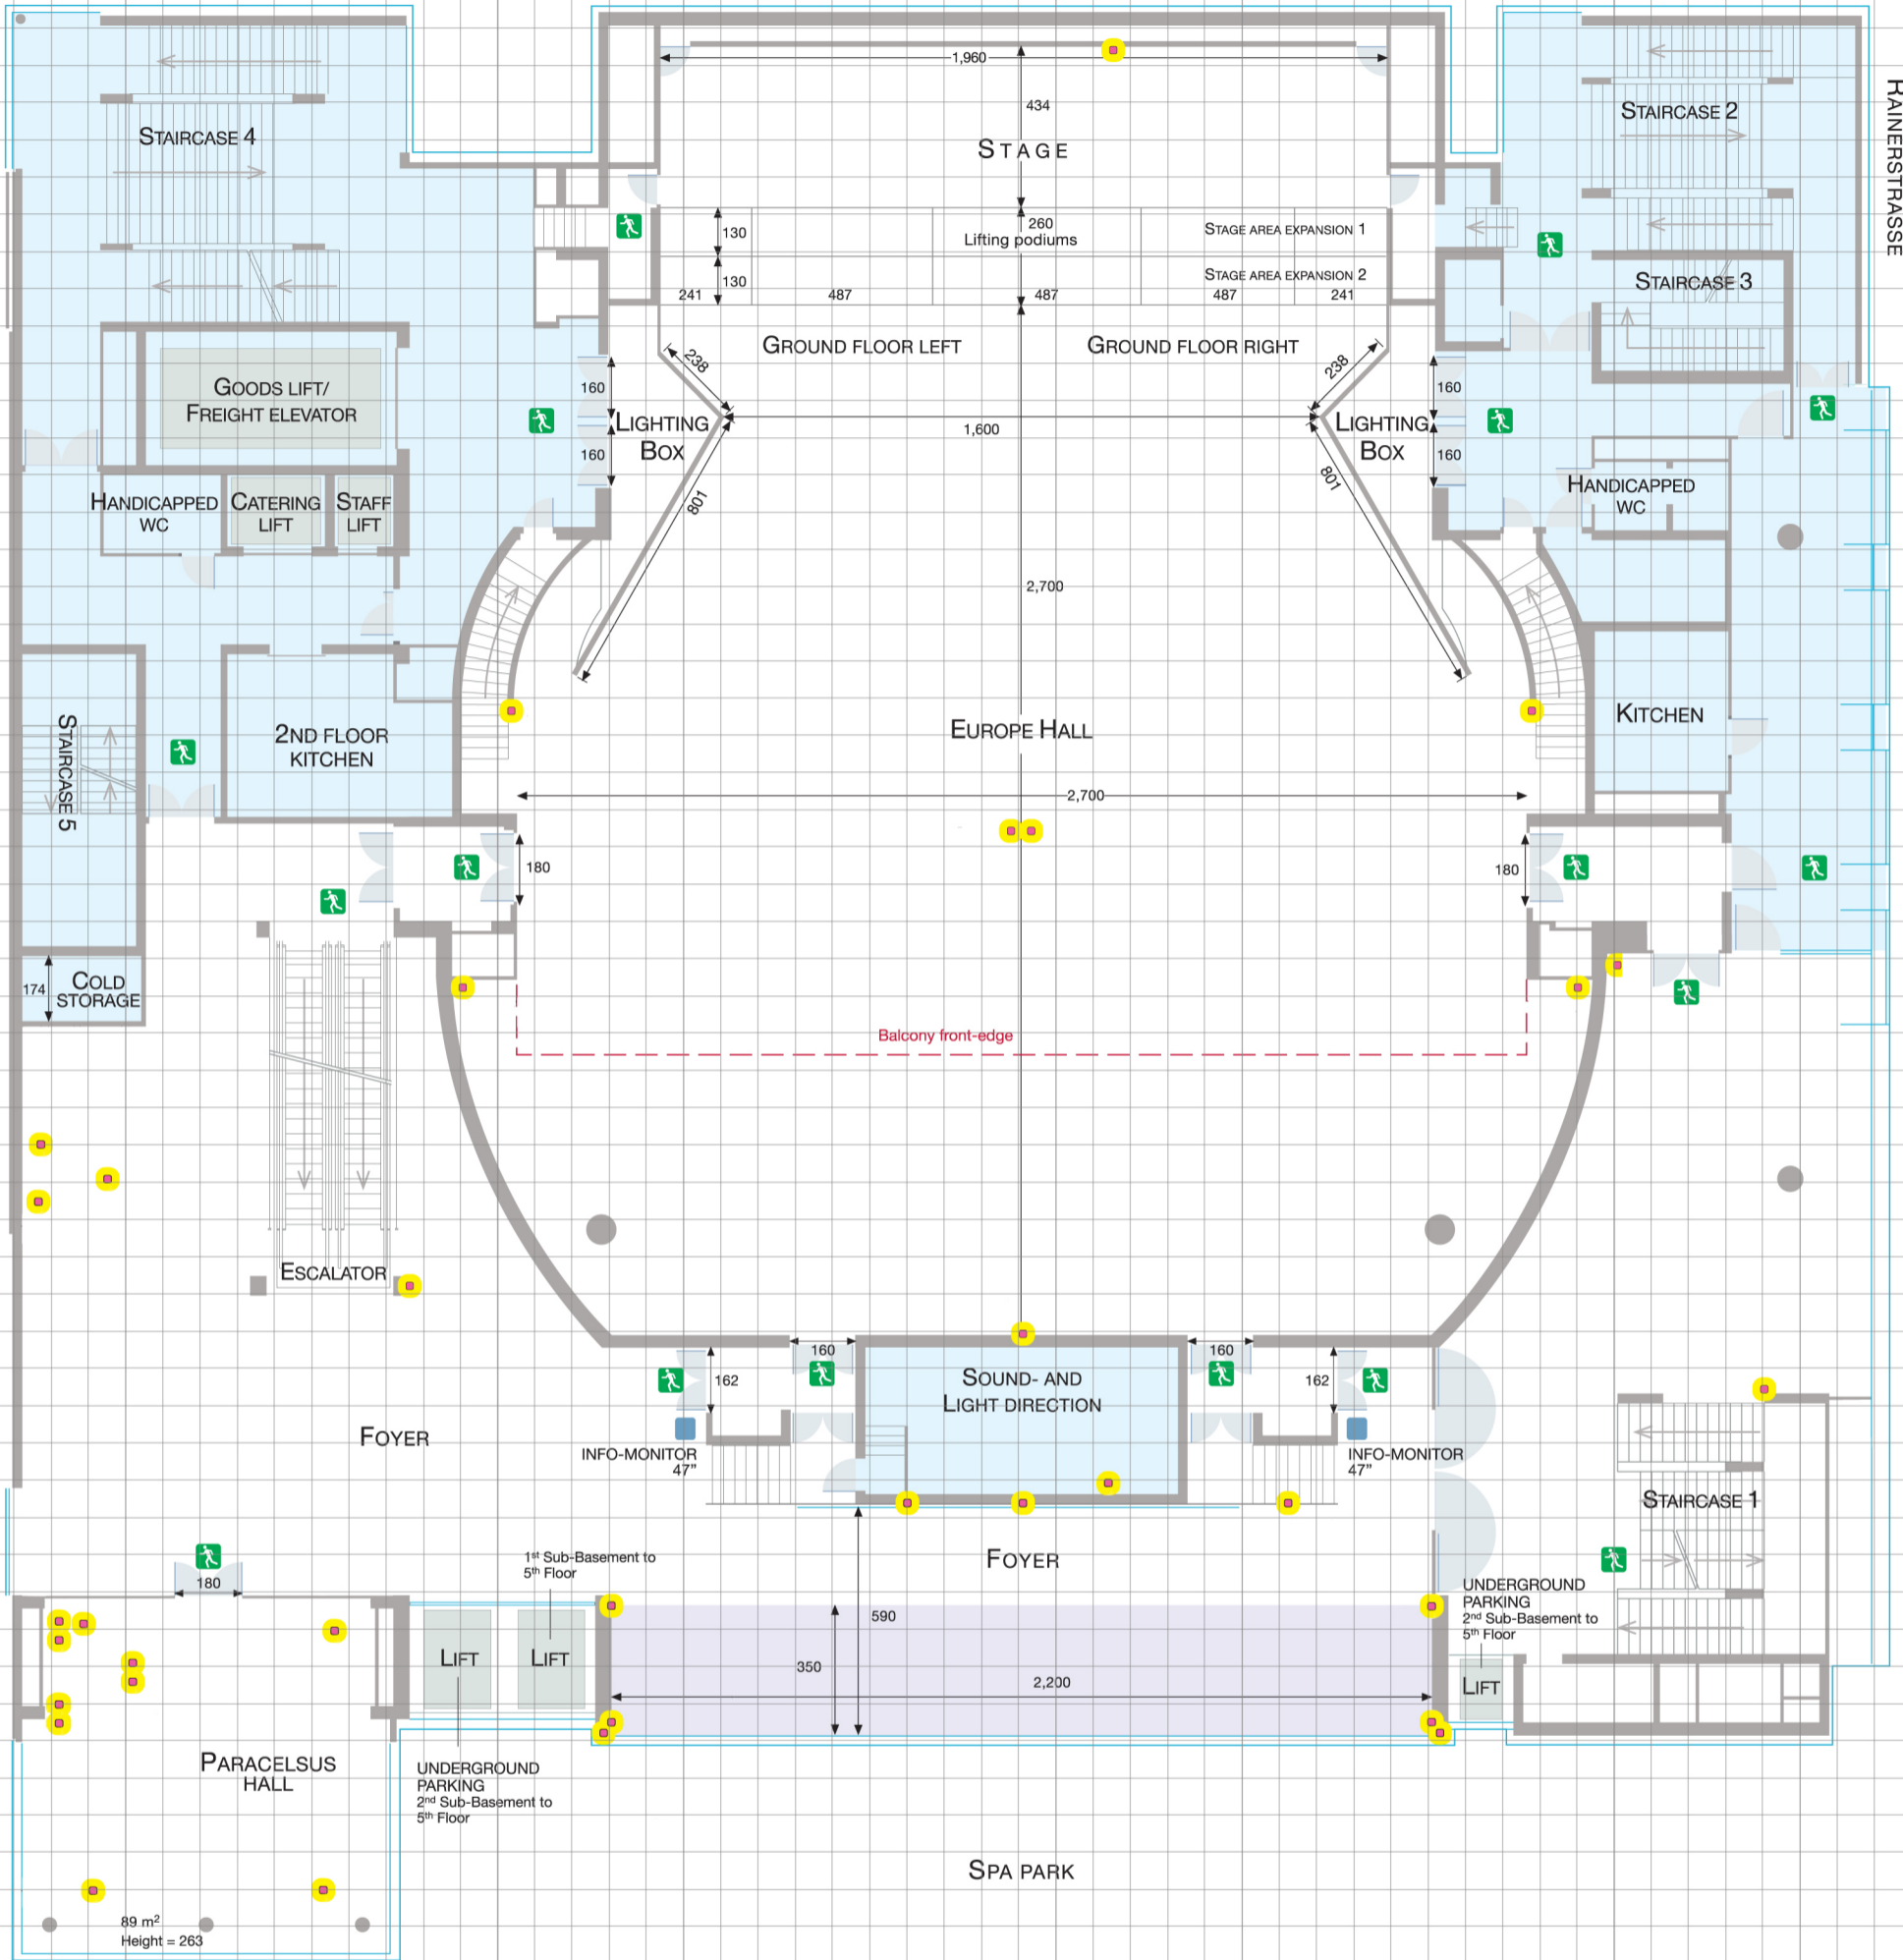 1,960
434
STAGE
STAIRCASE 4
STAIRCASE 2
RAINERSTRASSE
130
260
Lifting podiums
STAGE AREA EXPANSION 1
130
STAGE AREA EXPANSION 2
241
487
487
487
241
STAIRCASE 3
GROUND FLOOR LEFT
GROUND FLOOR RIGHT
238
238
GOODS LIFT/
FREIGHT ELEVATOR
160
160
LIGHTING
BOX
1,600
LIGHTING
BOX
160
160
801
801
HANDICAPPED
WC
CATERING
LIFT
STAFF
LIFT
HANDICAPPED
WC
2,700
STAIRCASE 5
2ND FLOOR
KITCHEN
EUROPE HALL
KITCHEN
2,700
180
180
174
COLD
STORAGE
Balcony front-edge
ESCALATOR
160
160
162
162
SOUND- AND
LIGHT DIRECTION
FOYER
INFO-MONITOR
47”
INFO-MONITOR
47”
STAIRCASE 1
1st Sub-Basement to
5th Floor
FOYER
180
UNDERGROUND
PARKING
2nd Sub-Basement to
5th Floor
590
350
2,200
LIFT
LIFT
LIFT
PARACELSUS
HALL
UNDERGROUND
PARKING
2nd Sub-Basement to
5th Floor
SPA PARK
89 m2
Height = 263